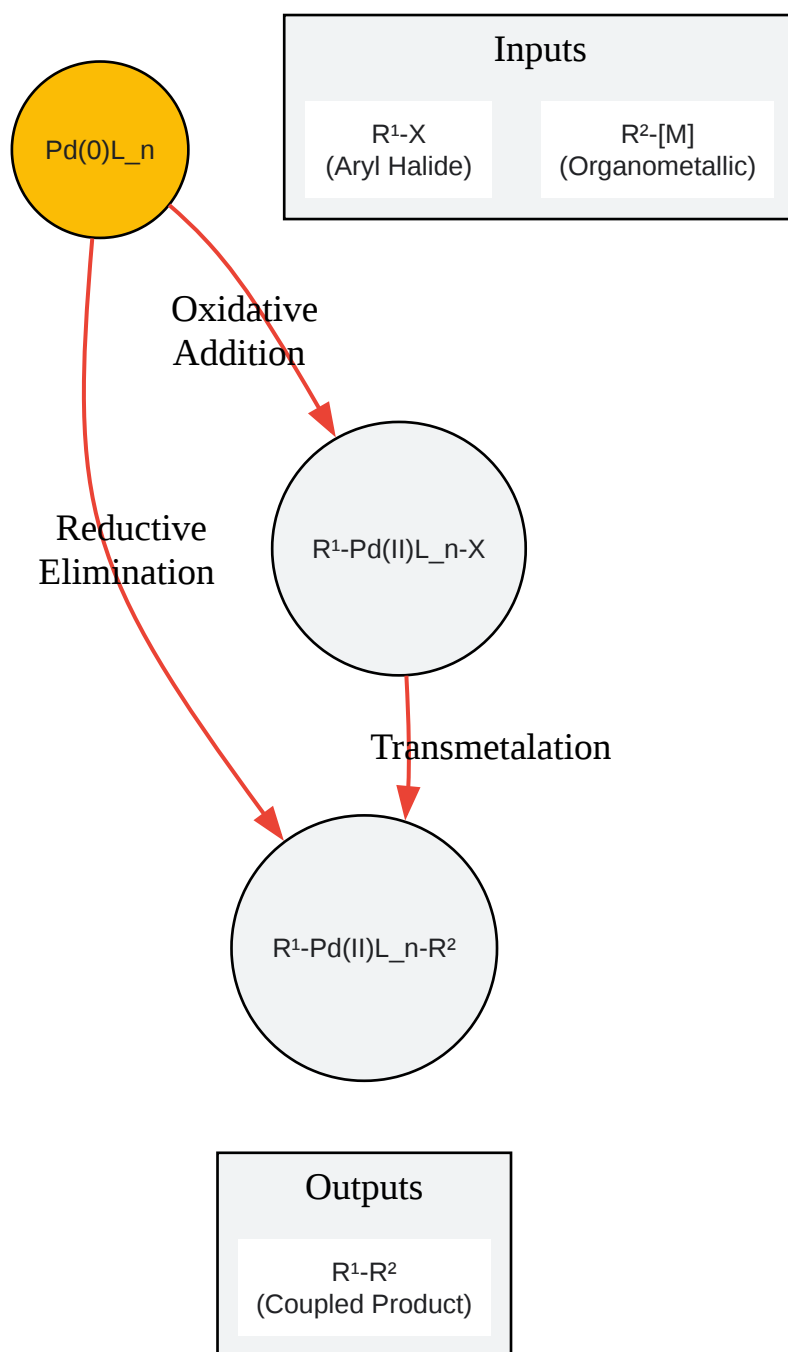 Inputs
R¹-X
(Aryl Halide)
R²-[M]
(Organometallic)
Pd(0)L_n
Oxidative
Addition
Reductive
Elimination
R¹-Pd(II)L_n-X
Transmetalation
R¹-Pd(II)L_n-R²
Outputs
R¹-R²
(Coupled Product)